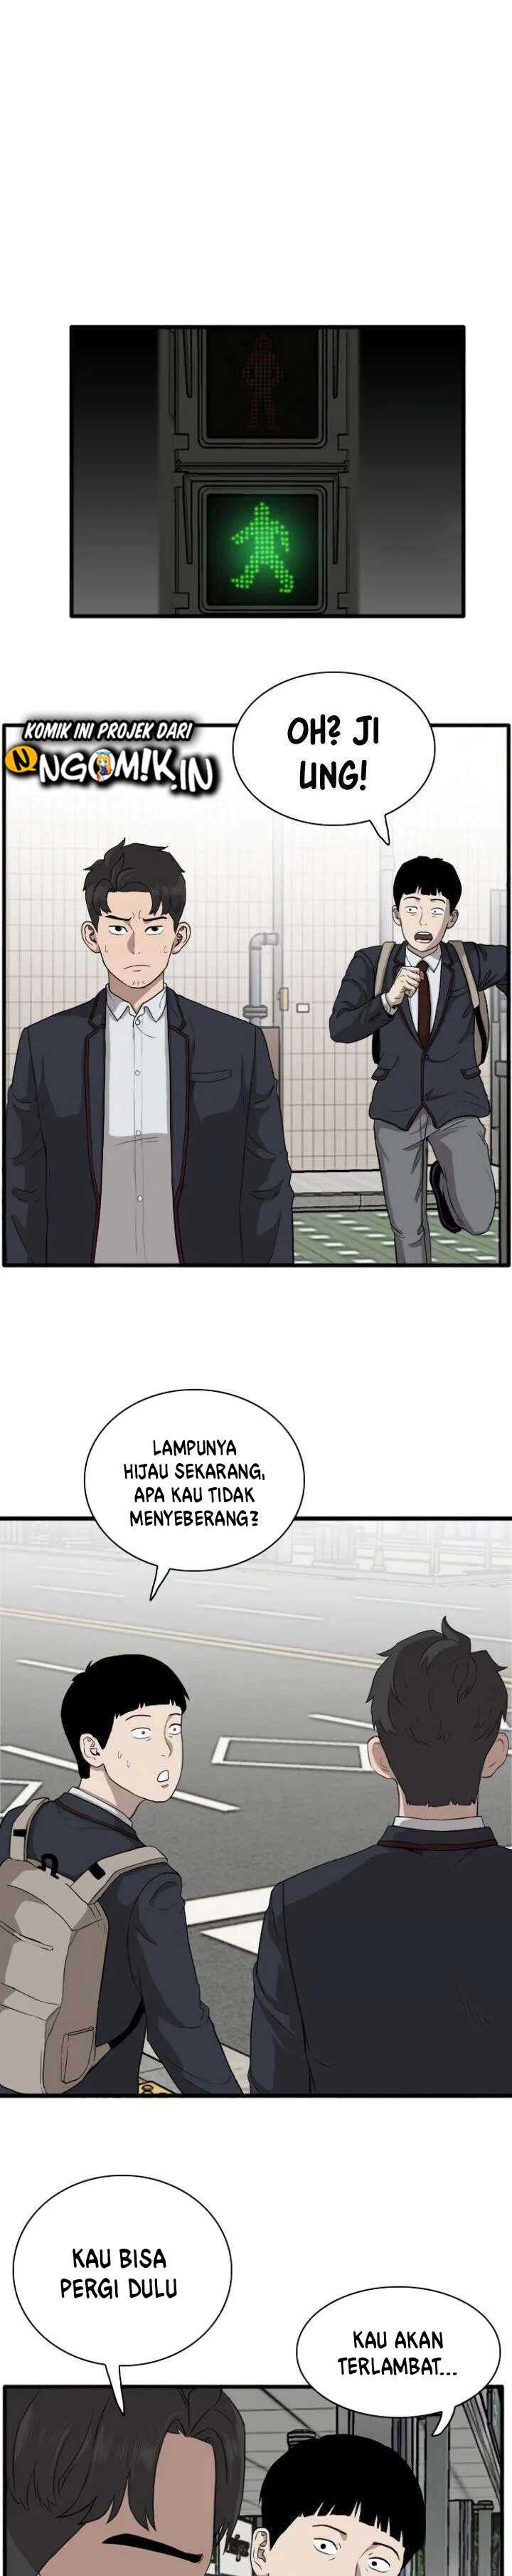 KOMIK INI PROJEK DARI
NGOMIK.IN
OH? JI
UNG!
LAMPUNYA
HIJAU SEKARANG,
APA KAU TIDAK
MENYEBERANG?
KAU BISA
PERGI DULU
KAU AKAN
TERLAMBAT...